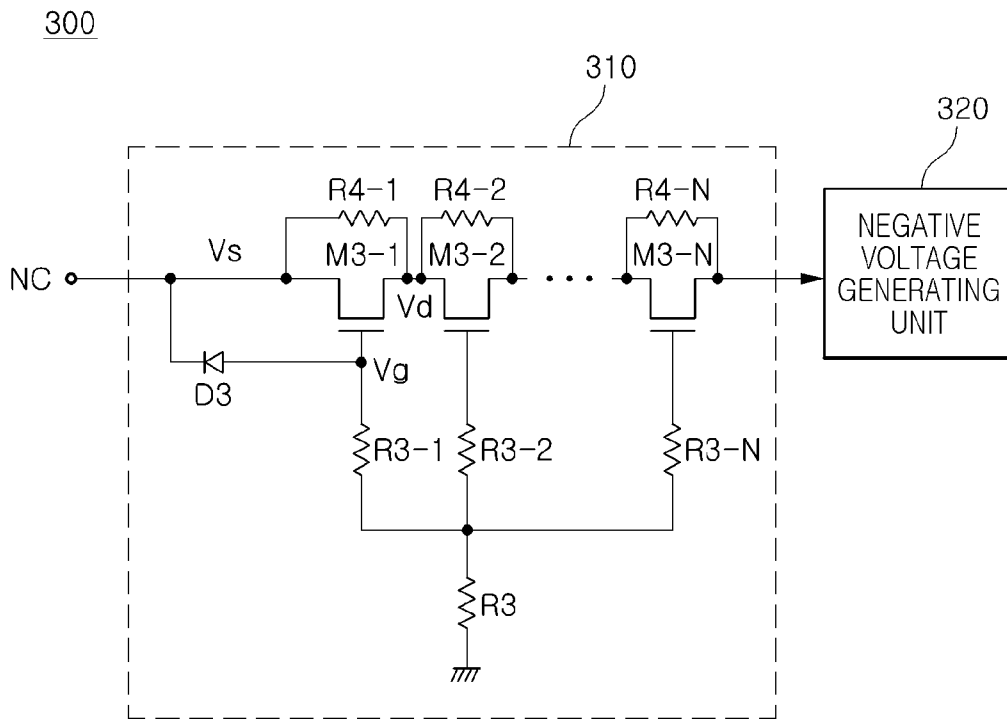 300
310
320
R4-1 R4-2 R4-N
Vs M3-1 M3-2 M3-N
NC
Vd
NEGATIVE
VOLTAGE
GENERATING
UNIT
D3 Vg
R3-1 R3-2 R3-N
R3